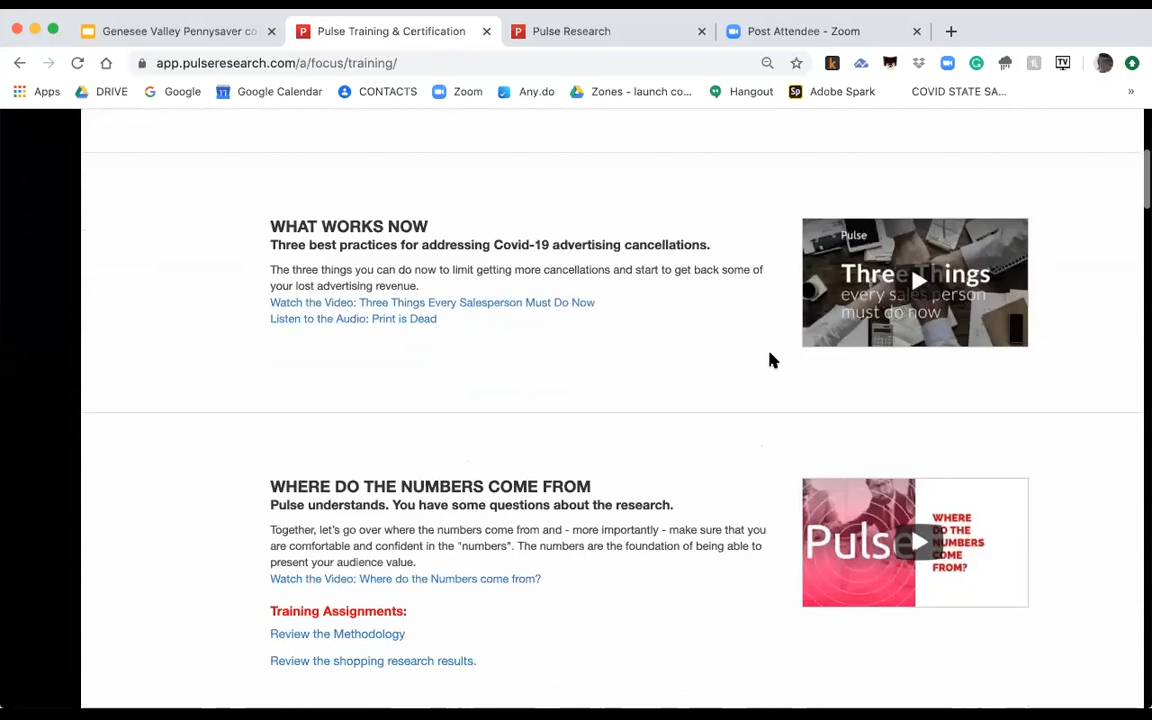 Genesee Valley Pennysaver co
Pulse Training & Certification
Pulse Research
Post Attendee - Zoom
app.pulseresearch.com/a/focus/training/
Apps
DRIVE
Google
Google Calendar
CONTACTS
Zoom
Any.do
Zones - launch co...
Hangout
Adobe Spark
COVID STATE SA...
»
WHAT WORKS NOW
Three best practices for addressing Covid-19 advertising cancellations.
The three things you can do now to limit getting more cancellations and start to get back some of
your lost advertising revenue.
Watch the Video: Three Things Every Salesperson Must Do Now
Listen to the Audio: Print is Dead
Pulse
Three Things
every sales person
must do now
WHERE DO THE NUMBERS COME FROM
Pulse understands. You have some questions about the research.
Together, let's go over where the numbers come from and - more importantly - make sure that you
are comfortable and confident in the "numbers". The numbers are the foundation of being able to
present your audience value.
Watch the Video: Where do the Numbers come from?
Training Assignments:
Review the Methodology
Review the shopping research results.
Pulse
WHERE
DO THE
NUMBERS
COME
FROM?